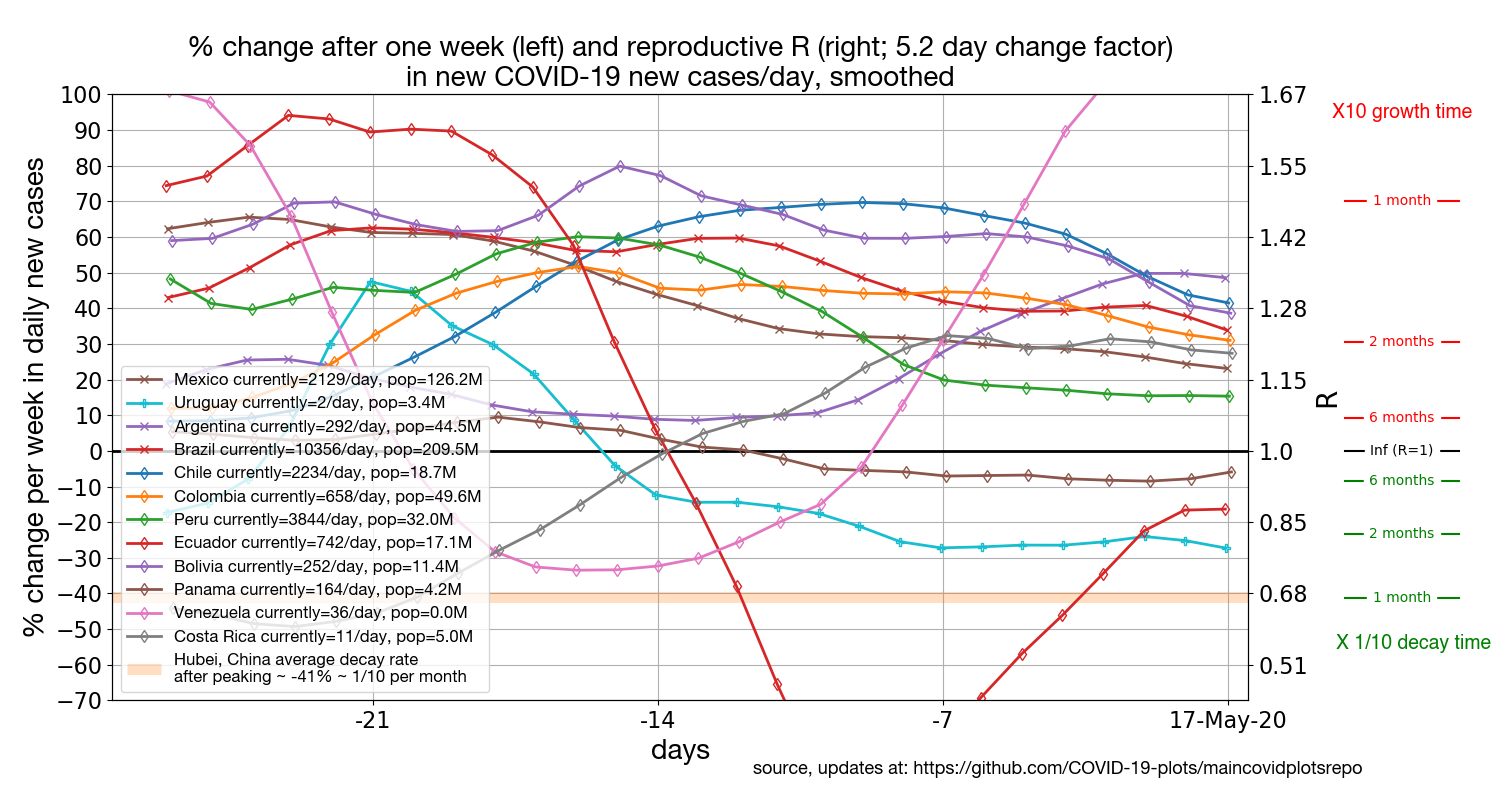 % change after one week (left) and reproductive R (right; 5.2 day change factor)
in new COVID-19 new cases/day, smoothed
% change per week in daily new cases
100
90
80
70
60
50
40
30
20
10
0
−10
−20
−30
−40
−50
−60
−70
Mexico currently=2129/day, pop=126.2M
Uruguay currently=2/day, pop=3.4M
Argentina currently=292/day, pop=44.5M
Brazil currently=10356/day, pop=209.5M
Chile currently=2234/day, pop=18.7M
Colombia currently=658/day, pop=49.6M
Peru currently=3844/day, pop=32.0M
Ecuador currently=742/day, pop=17.1M
Bolivia currently=252/day, pop=11.4M
Panama currently=164/day, pop=4.2M
Venezuela currently=36/day, pop=0.0M
Costa Rica currently=11/day, pop=5.0M
Hubei, China average decay rate
after peaking ~ -41% ~ 1/10 per month
-21
-14
-7
17-May-20
days
1.67
1.55
1.42
1.28
1.15
1.0
0.85
0.68
0.51
R
X10 growth time
1 month
2 months
6 months
Inf (R=1)
6 months
2 months
1 month
X 1/10 decay time
source, updates at: https://github.com/COVID-19-plots/maincovidplotsrepo